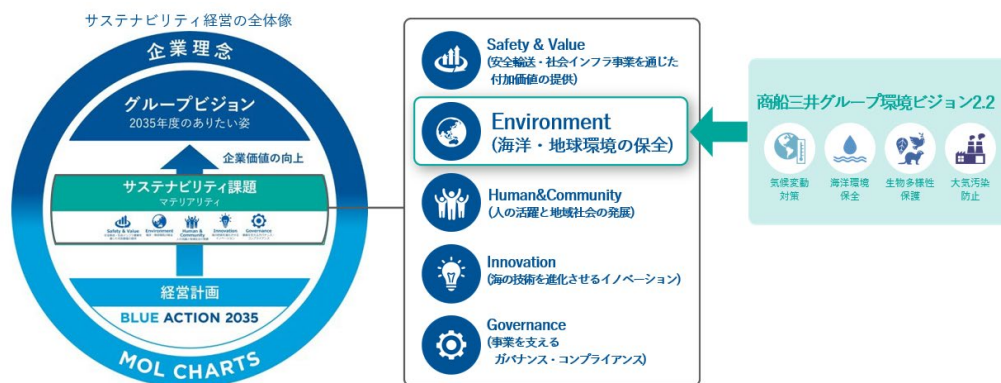 サステナビリティ経営の全体像
企業理念
グループビジョン
2035年度のありたい姿
企業価値の向上
サステナビリティ課題
マテリアリティ
Safety & Value
Environment
Human & Community
Innovation
Governance
経営計画
BLUE ACTION 2035
MOL CHARTS
Safety & Value
(安全輸送・社会インフラ事業を通じた
付加価値の提供)
Environment
(海洋・地球環境の保全)
Human&Community
(人の活躍と地域社会の発展)
Innovation
(海の技術を進化させるイノベーション)
Governance
(事業を支える
ガバナンス・コンプライアンス)
商船三井グループ環境ビジョン2.2
気候変動
対策
海洋環境
保全
生物多様性
保護
大気汚染
防止